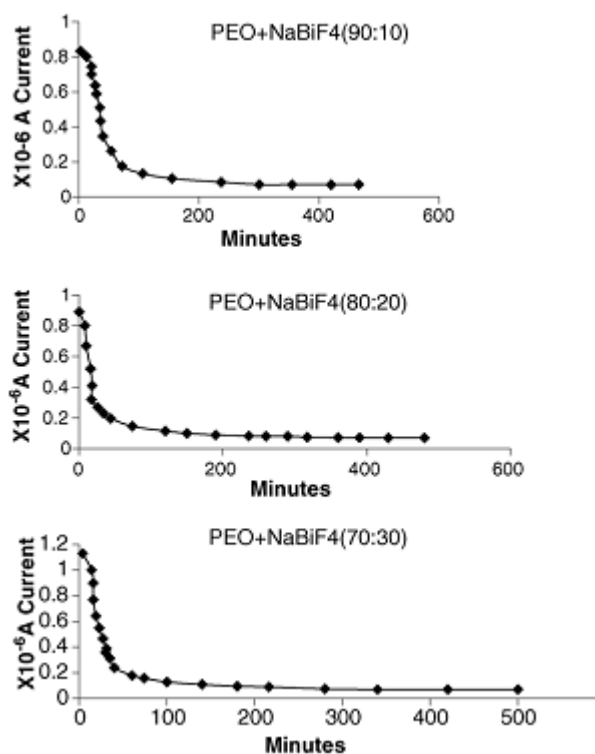 PEO+NaBiF4(90:10)
X10-6 A Current
1
0.8
0.6
0.4
0.2
0
0 200 400 600
Minutes
PEO+NaBiF4(80:20)
X10-6A Current
1
0.8
0.6
0.4
0.2
0
0 200 400 600
Minutes
PEO+NaBiF4(70:30)
X10-6A Current
1.2
1
0.8
0.6
0.4
0.2
0
0 100 200 300 400 500
Minutes